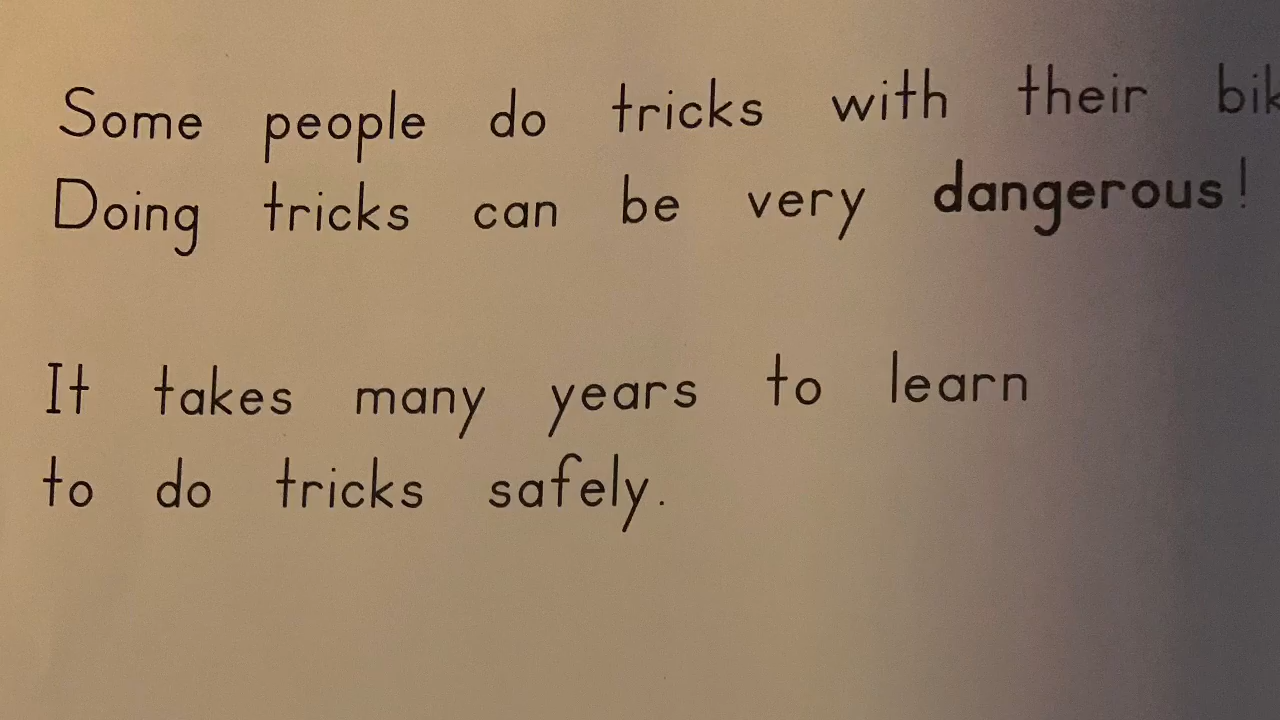 Some people do tricks with their
Doing tricks can be very dangerous!
It takes many years to learn
to do tricks safely.